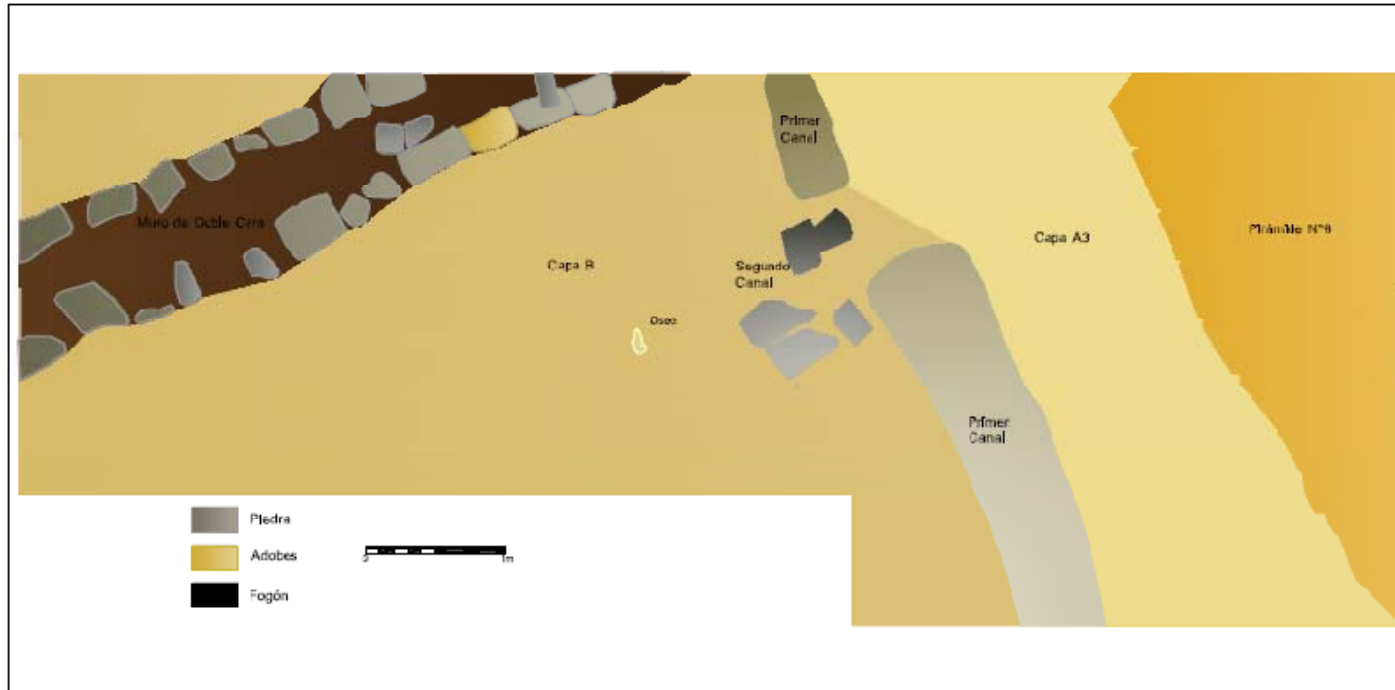 Primer
Canal
Muro de Doble Cara
Capa B
Segundo
Canal
Oseo
Capa A3
Pirámide N°8
Primer
Canal
Piedra
Adobes
Fogón
0 1m